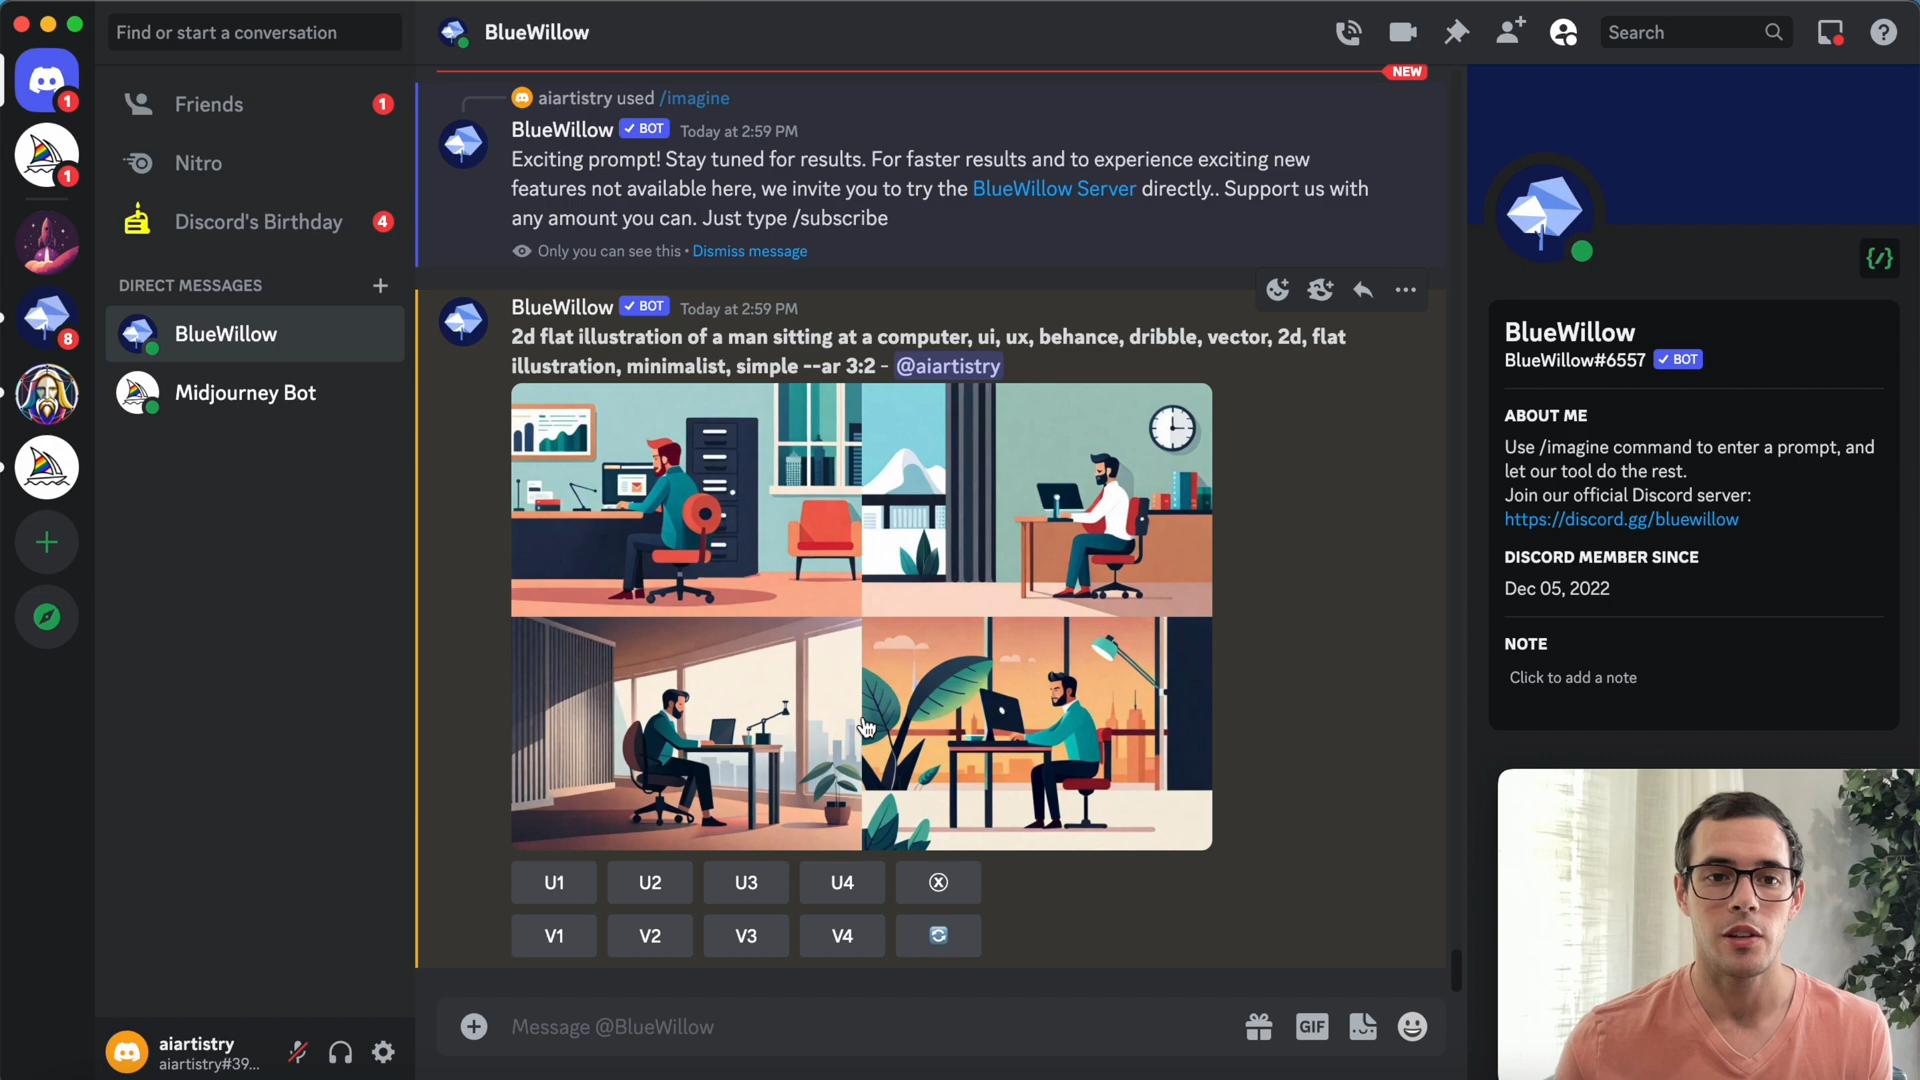 Find or start a conversation
BlueWillow
Search
1
1
8
Friends
1
Nitro
Discord's Birthday
4
DIRECT MESSAGES
BlueWillow
Midjourney Bot
NEW
aiartistry used /imagine
BlueWillow ✓ BOT Today at 2:59 PM
Exciting prompt! Stay tuned for results. For faster results and to experience exciting new
features not available here, we invite you to try the BlueWillow Server directly.. Support us with
any amount you can. Just type /subscribe
Only you can see this • Dismiss message
BlueWillow ✓ BOT Today at 2:59 PM
2d flat illustration of a man sitting at a computer, ui, ux, behance, dribble, vector, 2d, flat
illustration, minimalist, simple --ar 3:2 - @aiartistry
U1 U2 U3 U4
V1 V2 V3 V4
Message @BlueWillow
GIF
aiartistry
aiartistry#39...
BlueWillow
BlueWillow#6557 ✓ BOT
ABOUT ME
Use /imagine command to enter a prompt, and
let our tool do the rest.
Join our official Discord server:
https://discord.gg/bluewillow
DISCORD MEMBER SINCE
Dec 05, 2022
NOTE
Click to add a note